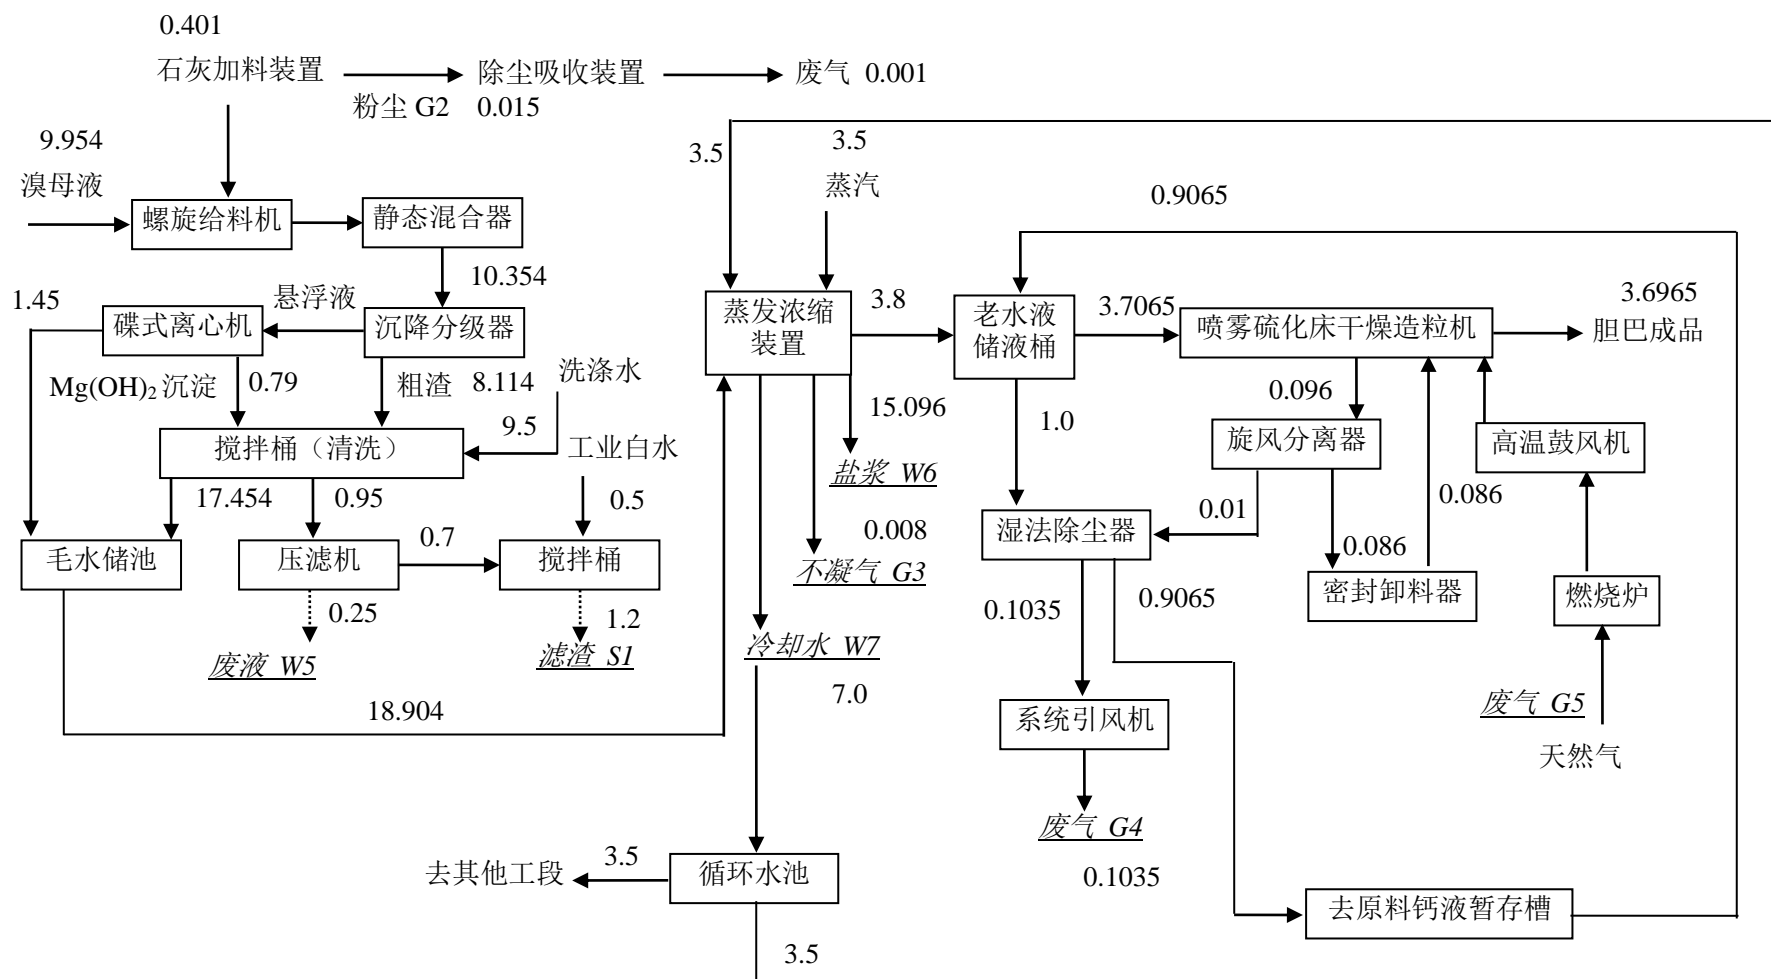 0.401
石灰加料装置
除尘吸收装置
废气 0.001
粉尘 G2
0.015
9.954
溴母液
3.5
3.5
蒸汽
0.9065
螺旋给料机
静态混合器
10.354
1.45
悬浮液
碟式离心机
沉降分级器
蒸发浓缩
装置
3.8
老水液
储液桶
3.7065
喷雾硫化床干燥造粒机
3.6965
胆巴成品
Mg(OH)2 沉淀
0.79
粗渣
8.114
洗涤水
0.096
15.096
1.0
搅拌桶（清洗）
9.5
工业白水
盐浆 W6
旋风分离器
高温鼓风机
17.454
0.95
0.5
0.01
0.086
毛水储池
压滤机
0.7
搅拌桶
0.008
不凝气 G3
湿法除尘器
0.086
密封卸料器
燃烧炉
0.25
1.2
0.1035
0.9065
废液 W5
滤渣 S1
冷却水 W7
7.0
18.904
系统引风机
废气 G5
天然气
废气 G4
0.1035
去其他工段
3.5
循环水池
去原料钙液暂存槽
3.5